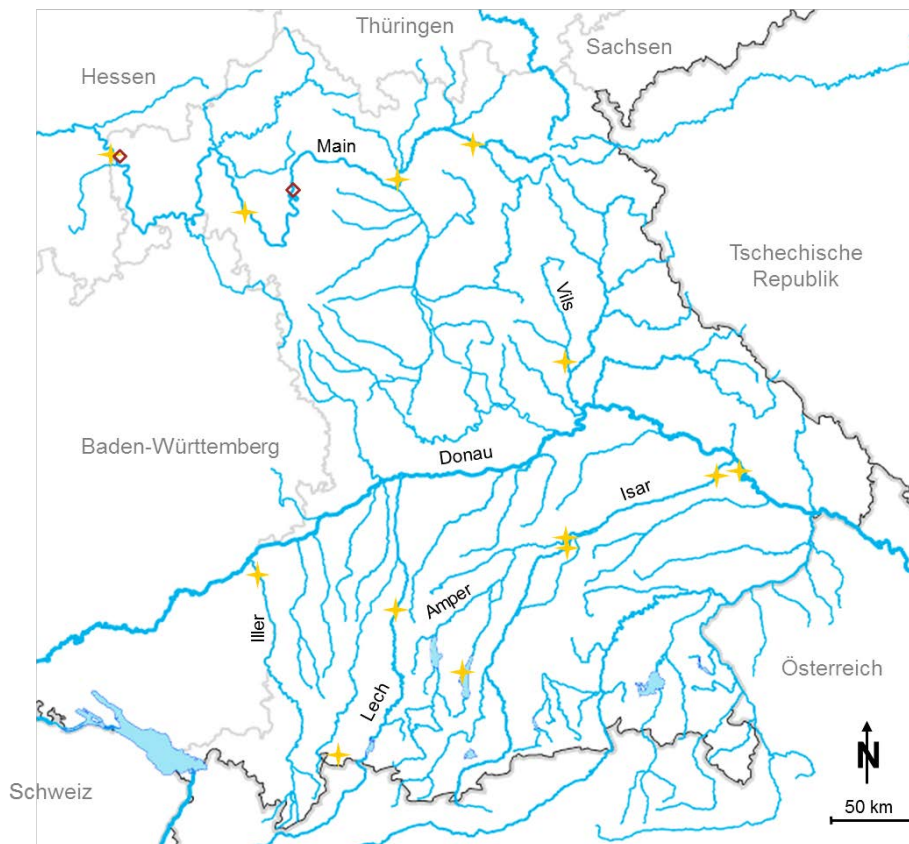 Thüringen
Sachsen
Hessen
Main
Tschechische
Republik
Vils
Baden-Württemberg
Donau
Isar
Amper
Iller
Lech
Österreich
N
Schweiz
50 km